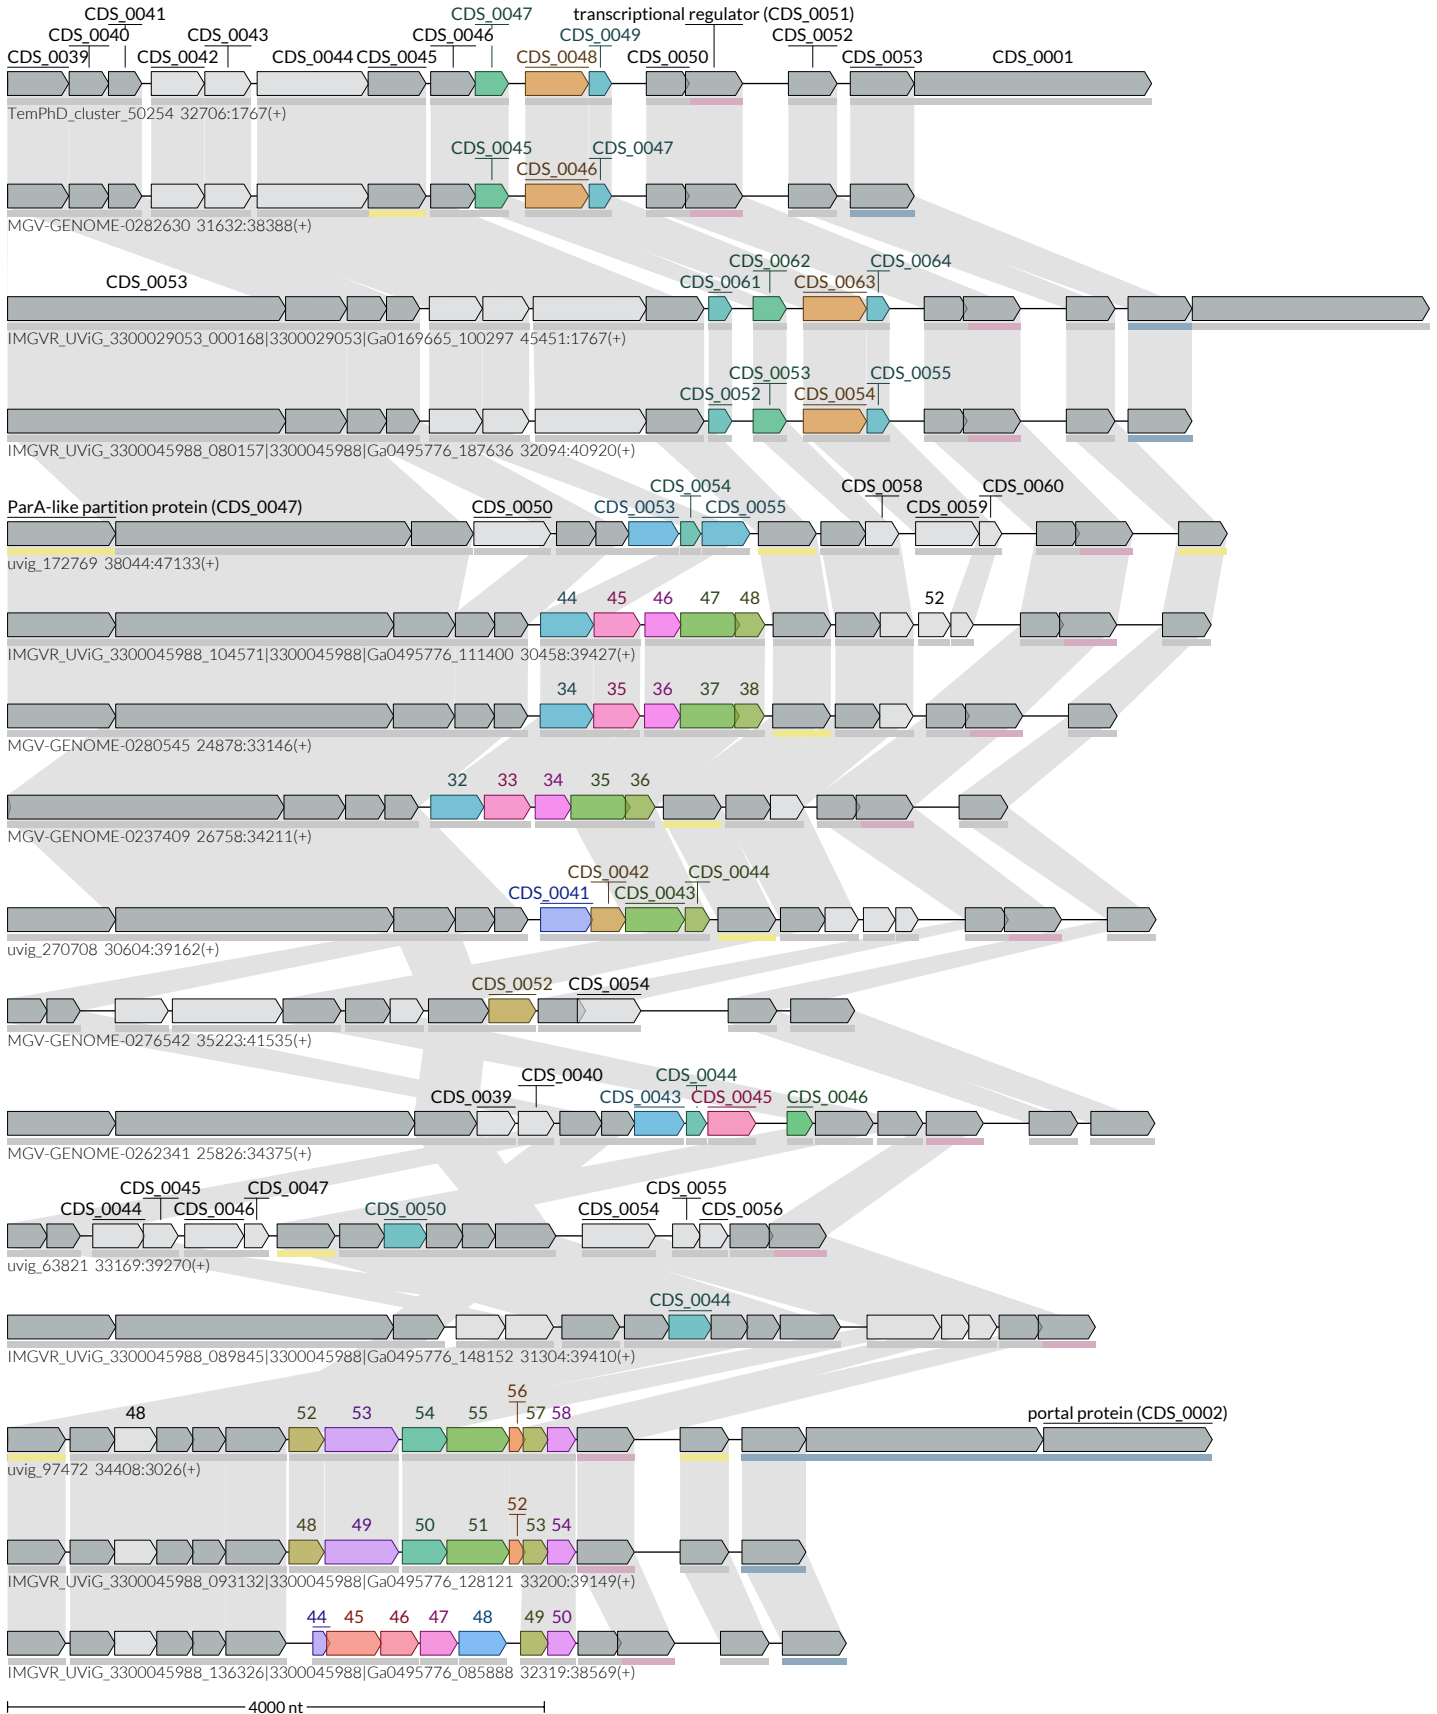 CDS_0041 CDS_0047 transcriptional regulator (CDS_0051)
CDS_0040 CDS_0043 CDS_0046 CDS_0049 CDS_0052
CDS_0039 CDS_0042 CDS_0044 CDS_0045 CDS_0048 CDS_0050 CDS_0053 CDS_0001
TemPhD_cluster_50254 32706:1767(+)
CDS_0045 CDS_0047
CDS_0046
MGV-GENOME-0282630 31632:38388(+)
CDS_0062 CDS_0064
CDS_0053 CDS_0061 CDS_0063
IMGVR_UViG_3300029053_000168|3300029053|Ga0169665_100297 45451:1767(+)
CDS_0053 CDS_0055
CDS_0052 CDS_0054
IMGVR_UViG_3300045988_080157|3300045988|Ga0495776_187636 32094:40920(+)
CDS_0054 CDS_0058 CDS_0060
ParA-like partition protein (CDS_0047) CDS_0050 CDS_0053 CDS_0055 CDS_0059
uvig_172769 38044:47133(+)
44 45 46 47 48 52
IMGVR_UViG_3300045988_104571|3300045988|Ga0495776_111400 30458:39427(+)
34 35 36 37 38
MGV-GENOME-0280545 24878:33146(+)
32 33 34 35 36
MGV-GENOME-0237409 26758:34211(+)
CDS_0042 CDS_0044
CDS_0041 CDS_0043
uvig_270708 30604:39162(+)
CDS_0052 CDS_0054
MGV-GENOME-0276542 35223:41535(+)
CDS_0040 CDS_0044
CDS_0039 CDS_0043 CDS_0045 CDS_0046
MGV-GENOME-0262341 25826:34375(+)
CDS_0045 CDS_0047 CDS_0055
CDS_0044 CDS_0046 CDS_0050 CDS_0054 CDS_0056
uvig_63821 33169:39270(+)
CDS_0044
IMGVR_UViG_3300045988_089845|3300045988|Ga0495776_148152 31304:39410(+)
56
48 52 53 54 55 57 58 portal protein (CDS_0002)
uvig_97472 34408:3026(+)
52
48 49 50 51 53 54
IMGVR_UViG_3300045988_093132|3300045988|Ga0495776_128121 33200:39149(+)
44 45 46 47 48 49 50
IMGVR_UViG_3300045988_136326|3300045988|Ga0495776_085888 32319:38569(+)
4000 nt